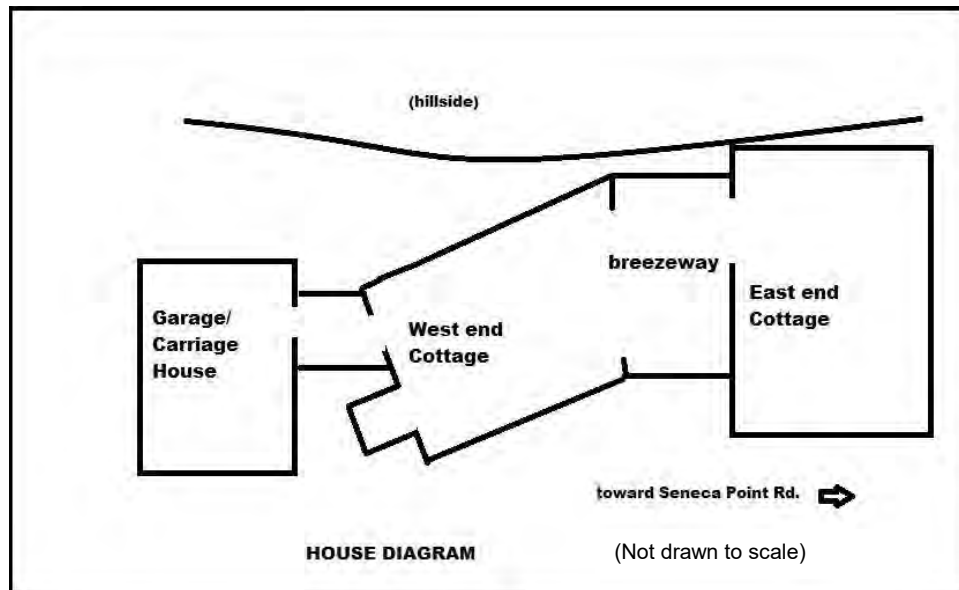 (hillside)
breezeway
Garage/
Carriage
House
West end
Cottage
East end
Cottage
toward Seneca Point Rd.
HOUSE DIAGRAM
(Not drawn to scale)